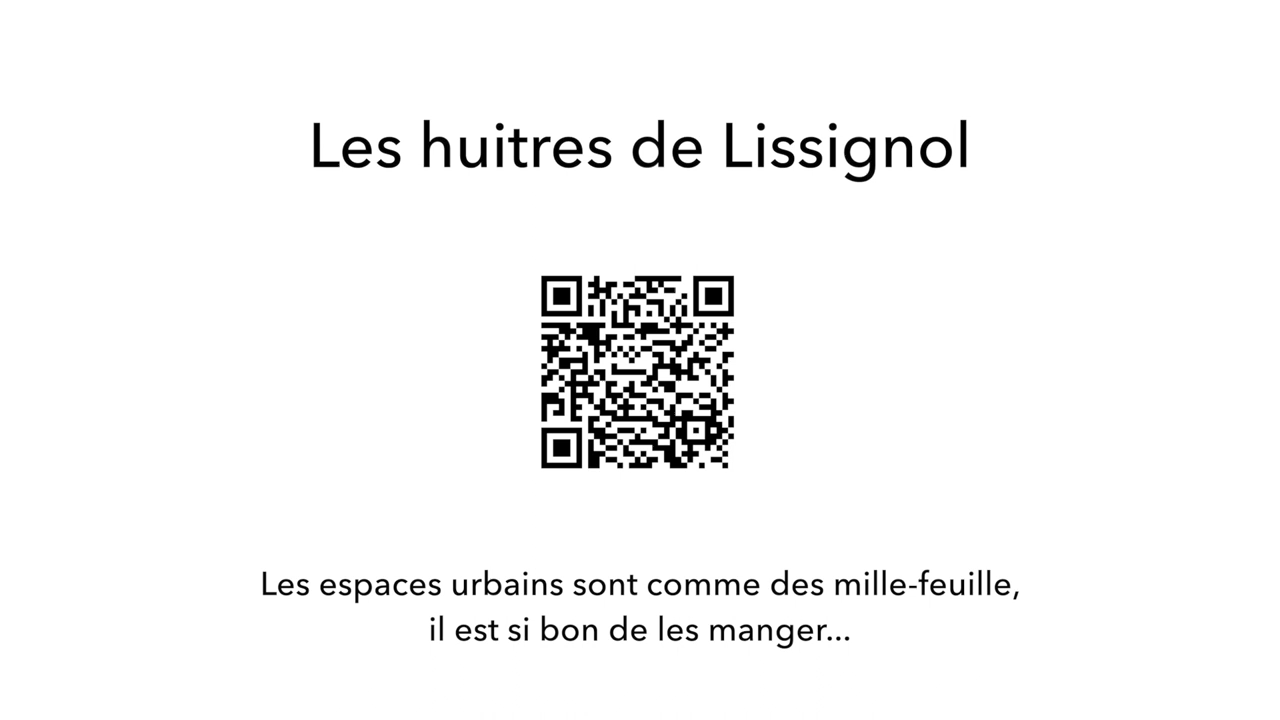 Les huitres de Lissignol
Les espaces urbains sont comme des mille-feuille,
il est si bon de les manger...